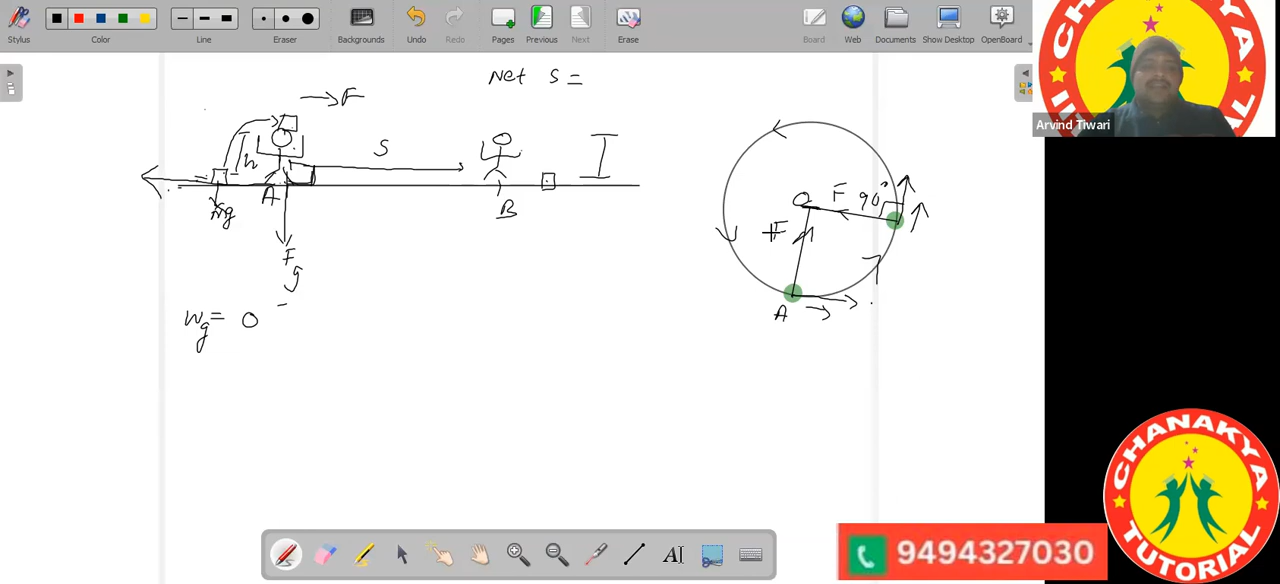 Stylus
Color
Line
Eraser
Backgrounds
Undo
Redo
Pages
Previous
Next
Erase
Board
Web
Documents
Show Desktop
OpenBoard
Net S =
F
S
h
A
B
mg
Fg
Wg = 0
O
F
90°
F
A
Arvind Tiwari
CHANAKYA
CHANAKYA
TUTORIAL
9494327030